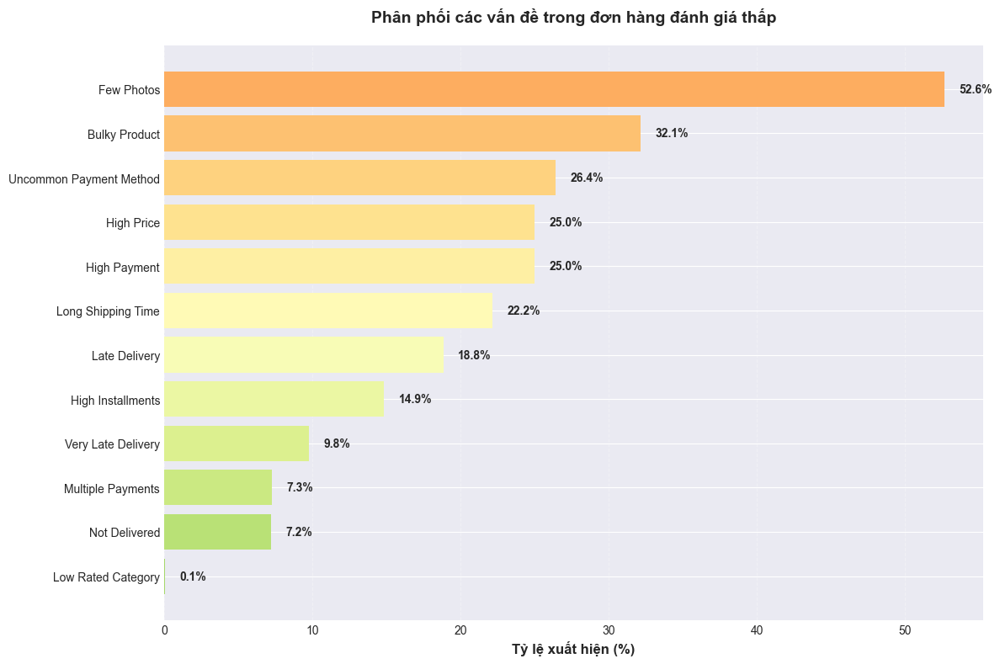 Phân phối các vấn đề trong đơn hàng đánh giá thấp
Few Photos 52.6%
Bulky Product 32.1%
Uncommon Payment Method 26.4%
High Price 25.0%
High Payment 25.0%
Long Shipping Time 22.2%
Late Delivery 18.8%
High Installments 14.9%
Very Late Delivery 9.8%
Multiple Payments 7.3%
Not Delivered 7.2%
Low Rated Category 0.1%
0 10 20 30 40 50
Tỷ lệ xuất hiện (%)